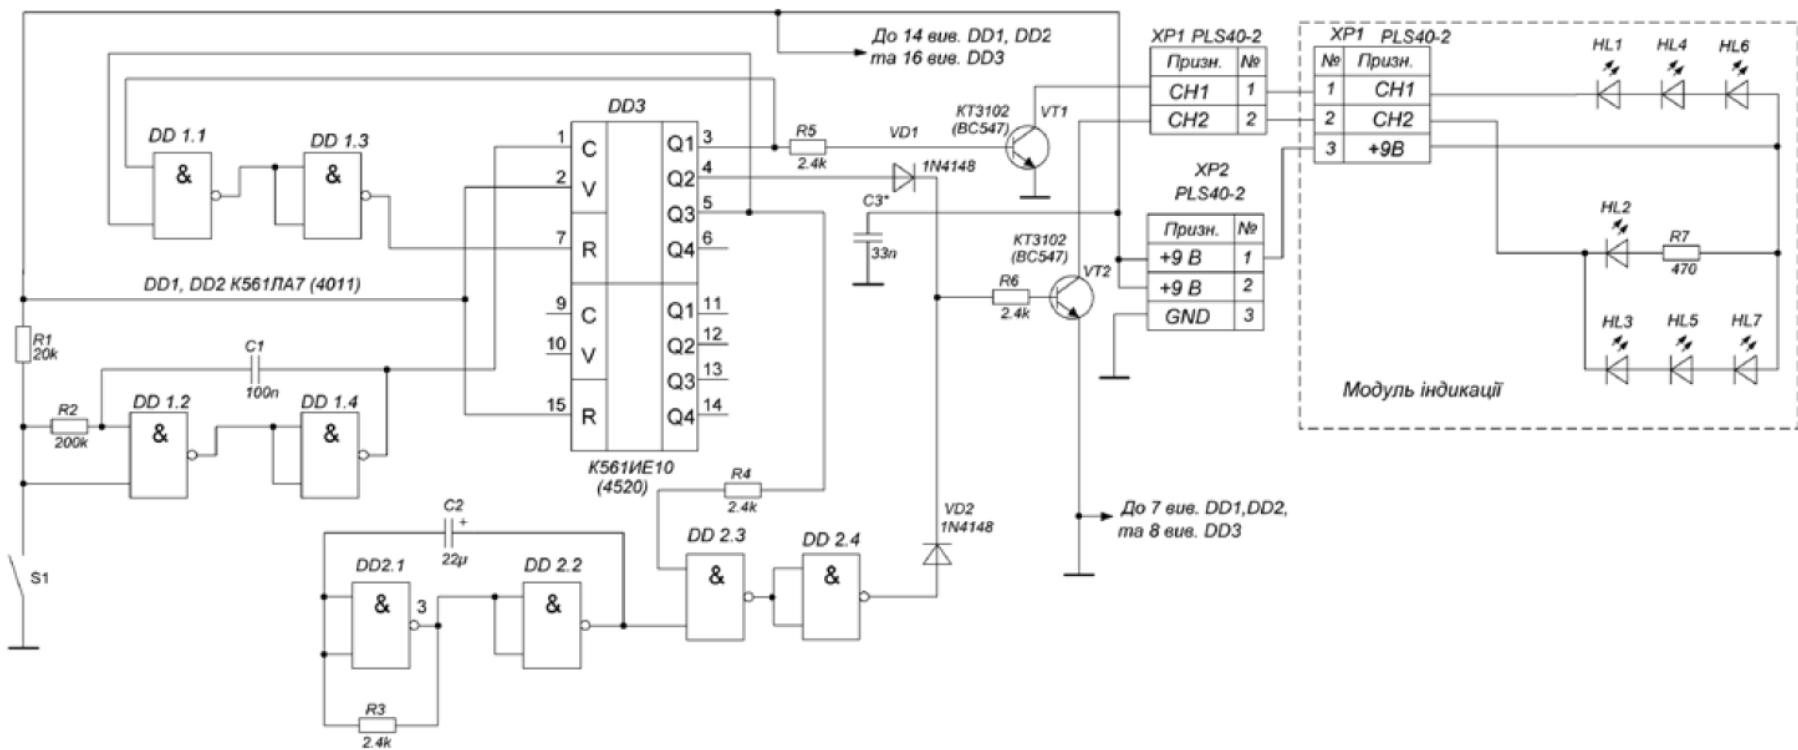 До 14 вив. DD1, DD2
та 16 вив. DD3
XP1 PLS40-2
Призн. №
CH1 1
CH2 2
XP1 PLS40-2
№ Призн.
1 CH1
2 CH2
3 +9В
HL1
HL4
HL6
DD 1.1
&
DD 1.3
&
DD3
1 C
2 V
7 R
9 C
10 V
15 R
Q1 3
Q2 4
Q3 5
Q4 6
Q1 11
Q2 12
Q3 13
Q4 14
К561ИЕ10
(4520)
R5
2.4k
VD1
1N4148
КТ3102
(BC547)
VT1
C3*
33n
XP2
PLS40-2
Призн. №
+9 В 1
+9 В 2
GND 3
КТ3102
(BC547)
VT2
R6
2.4k
HL2
R7
470
HL3
HL5
HL7
Модуль індикації
DD1, DD2 К561ЛА7 (4011)
R1
20k
C1
100n
R2
200k
DD 1.2
&
DD 1.4
&
S1
C2
+
22µ
DD2.1
&
3
DD 2.2
&
R3
2.4k
R4
2.4k
DD 2.3
&
DD 2.4
&
VD2
1N4148
До 7 вив. DD1,DD2,
та 8 вив. DD3